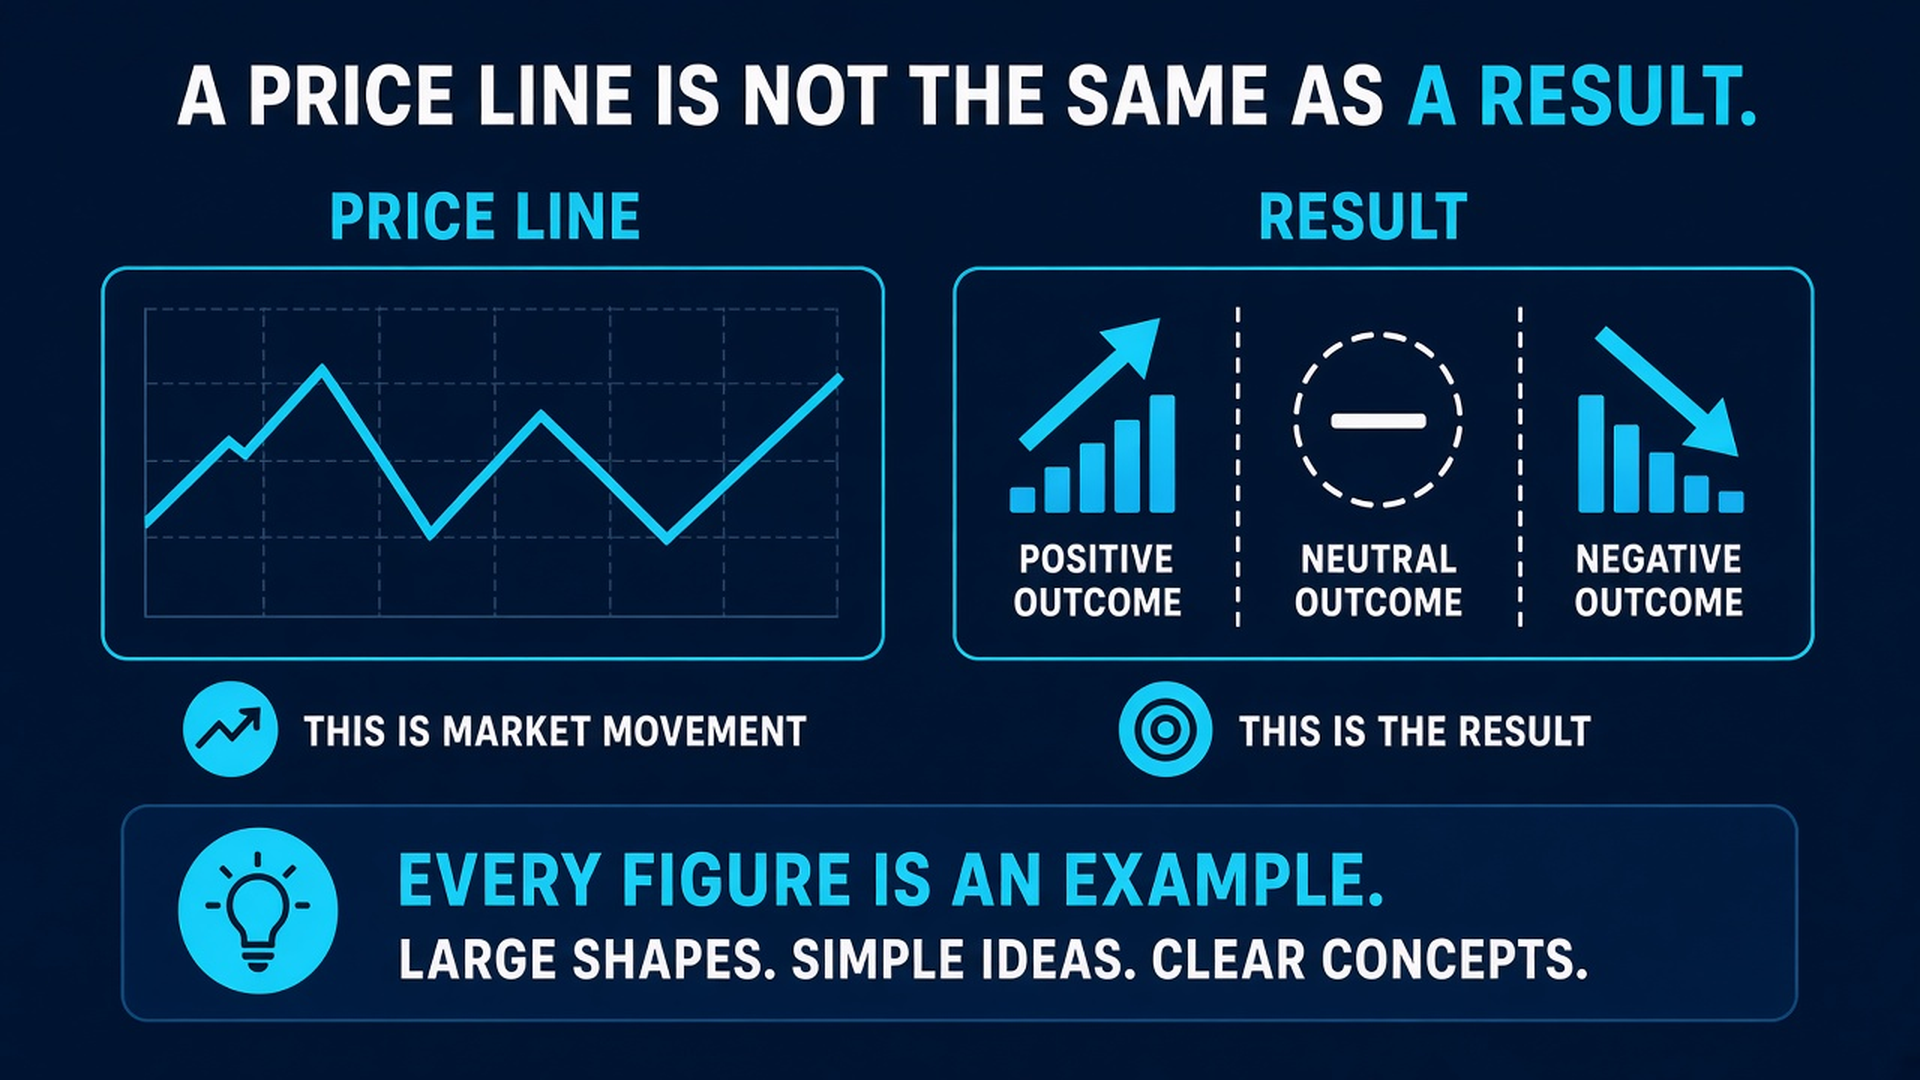 A PRICE LINE IS NOT THE SAME AS A RESULT.
PRICE LINE
RESULT
POSITIVE
OUTCOME
NEUTRAL
OUTCOME
NEGATIVE
OUTCOME
THIS IS MARKET MOVEMENT
THIS IS THE RESULT
EVERY FIGURE IS AN EXAMPLE.
LARGE SHAPES. SIMPLE IDEAS. CLEAR CONCEPTS.